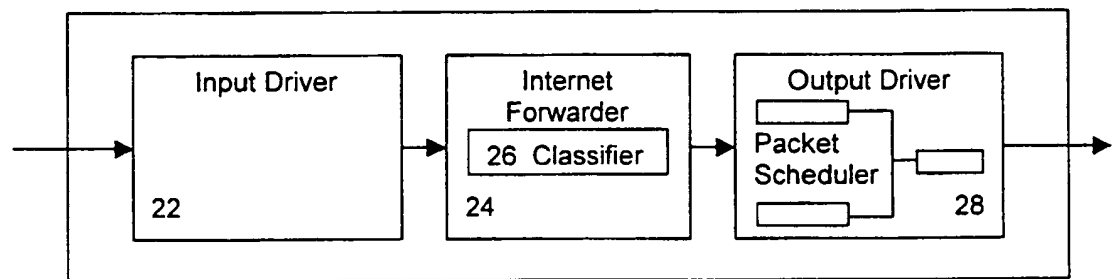 Input Driver
22
Internet
Forwarder
26 Classifier
24
Output Driver
Packet
Scheduler
28